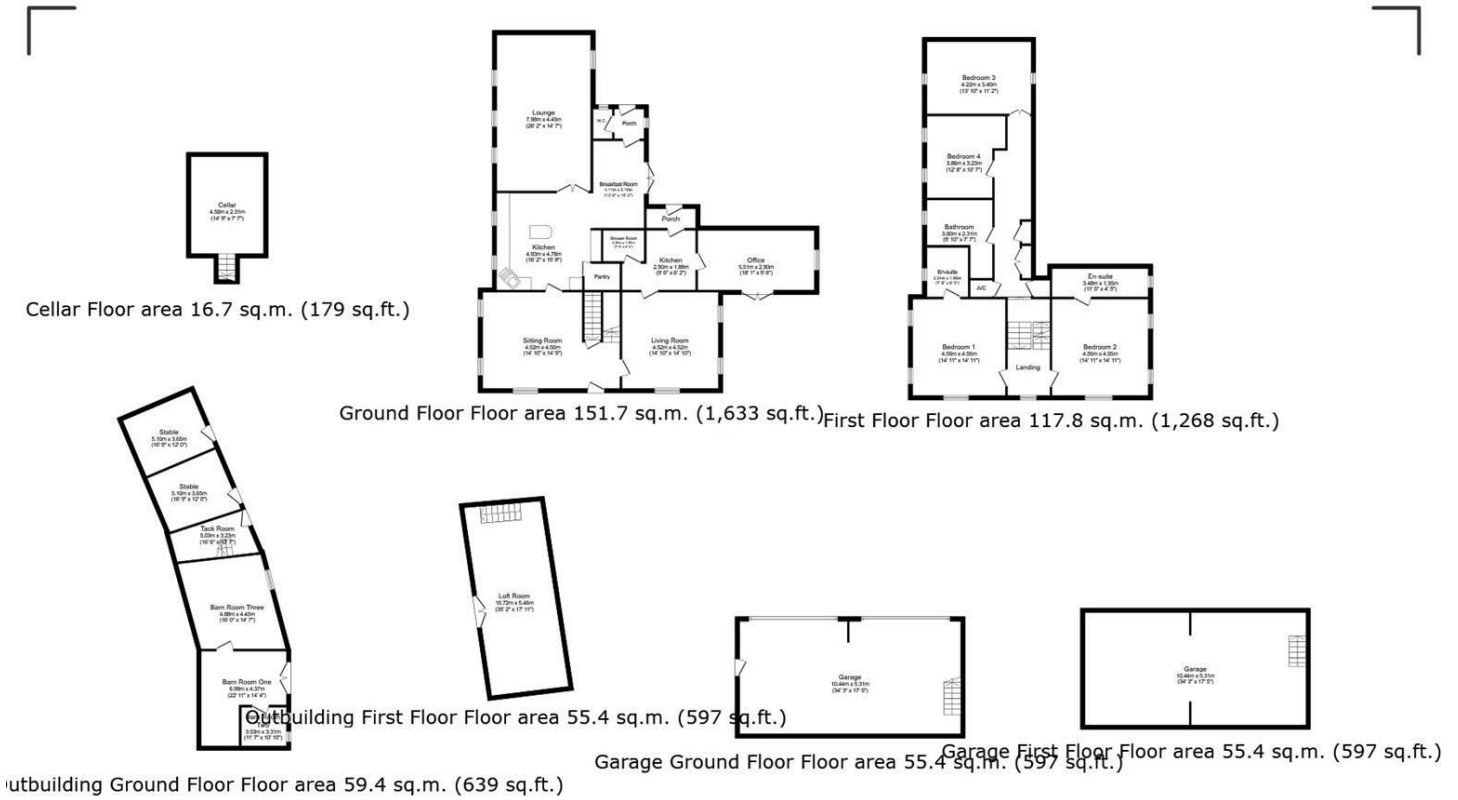 Lounge
7.98m x 4.45m
(26' 2" x 14' 7")
W.C
Porch
Breakfast Room
Kitchen
4.93m x 4.78m
(16' 2" x 15' 8")
Shower Room
Pantry
Porch
Kitchen
2.90m x 1.88m
(9' 6" x 6' 2")
Office
5.51m x 2.90m
(18' 1" x 9' 6")
Sitting Room
4.52m x 4.50m
(14' 10" x 14' 9")
Living Room
4.52m x 4.52m
(14' 10" x 14' 10")
Ground Floor Floor area 151.7 sq.m. (1,633 sq.ft.)
Bedroom 3
4.22m x 3.40m
(13' 10" x 11' 2")
Bedroom 4
3.86m x 3.23m
(12' 8" x 10' 7")
Bathroom
3.00m x 2.31m
(9' 10" x 7' 7")
En-suite
A/C
En-suite
3.48m x 1.35m
(11' 5" x 4' 5")
Bedroom 1
4.55m x 4.55m
(14' 11" x 14' 11")
Landing
Bedroom 2
4.55m x 4.55m
(14' 11" x 14' 11")
First Floor Floor area 117.8 sq.m. (1,268 sq.ft.)
Cellar
4.50m x 2.31m
(14' 9" x 7' 7")
Cellar Floor area 16.7 sq.m. (179 sq.ft.)
Stable
5.10m x 3.65m
(16' 9" x 12' 0")
Stable
5.10m x 3.65m
(16' 9" x 12' 0")
Tack Room
5.03m x 3.23m
(16' 6" x 10' 7")
Barn Room Three
4.88m x 4.45m
(16' 0" x 14' 7")
Barn Room One
6.98m x 4.37m
(22' 11" x 14' 4")
3.53m x 3.31m
(11' 7" x 10' 10")
utbuilding Ground Floor Floor area 59.4 sq.m. (639 sq.ft.)
Loft Room
10.72m x 5.46m
(35' 2" x 17' 11")
Outbuilding First Floor Floor area 55.4 sq.m. (597 sq.ft.)
Garage
10.44m x 5.31m
(34' 3" x 17' 5")
Garage Ground Floor Floor area 55.4 sq.m. (597 sq.ft.)
Garage
10.44m x 5.31m
(34' 3" x 17' 5")
Garage First Floor Floor area 55.4 sq.m. (597 sq.ft.)